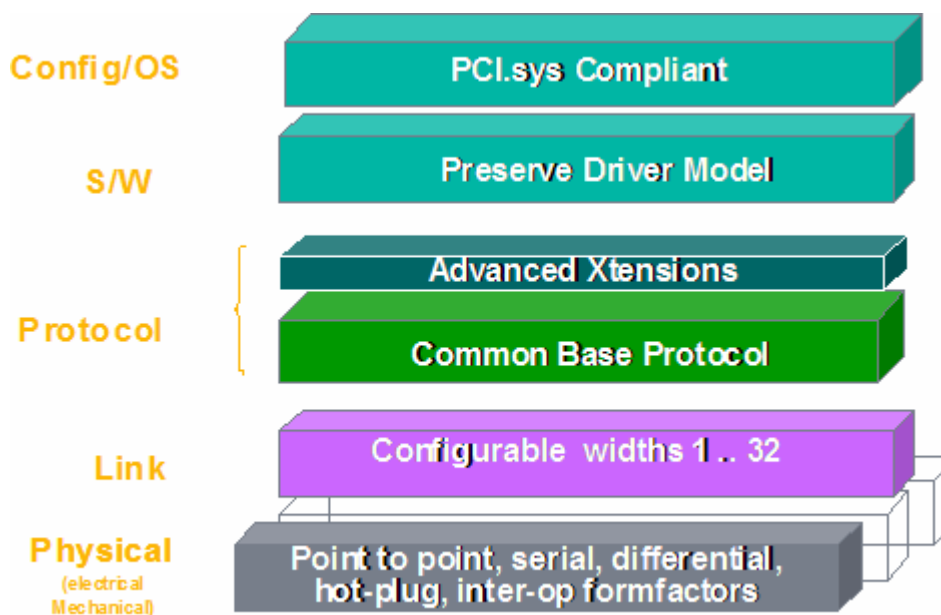 Config/OS
PCI.sys Compliant
S/W
Preserve Driver Model
Protocol
Advanced Xtensions
Common Base Protocol
Link
Configurable widths 1 .. 32
Physical
(electrical
Mechanical)
Point to point, serial, differential,
hot-plug, inter-op formfactors